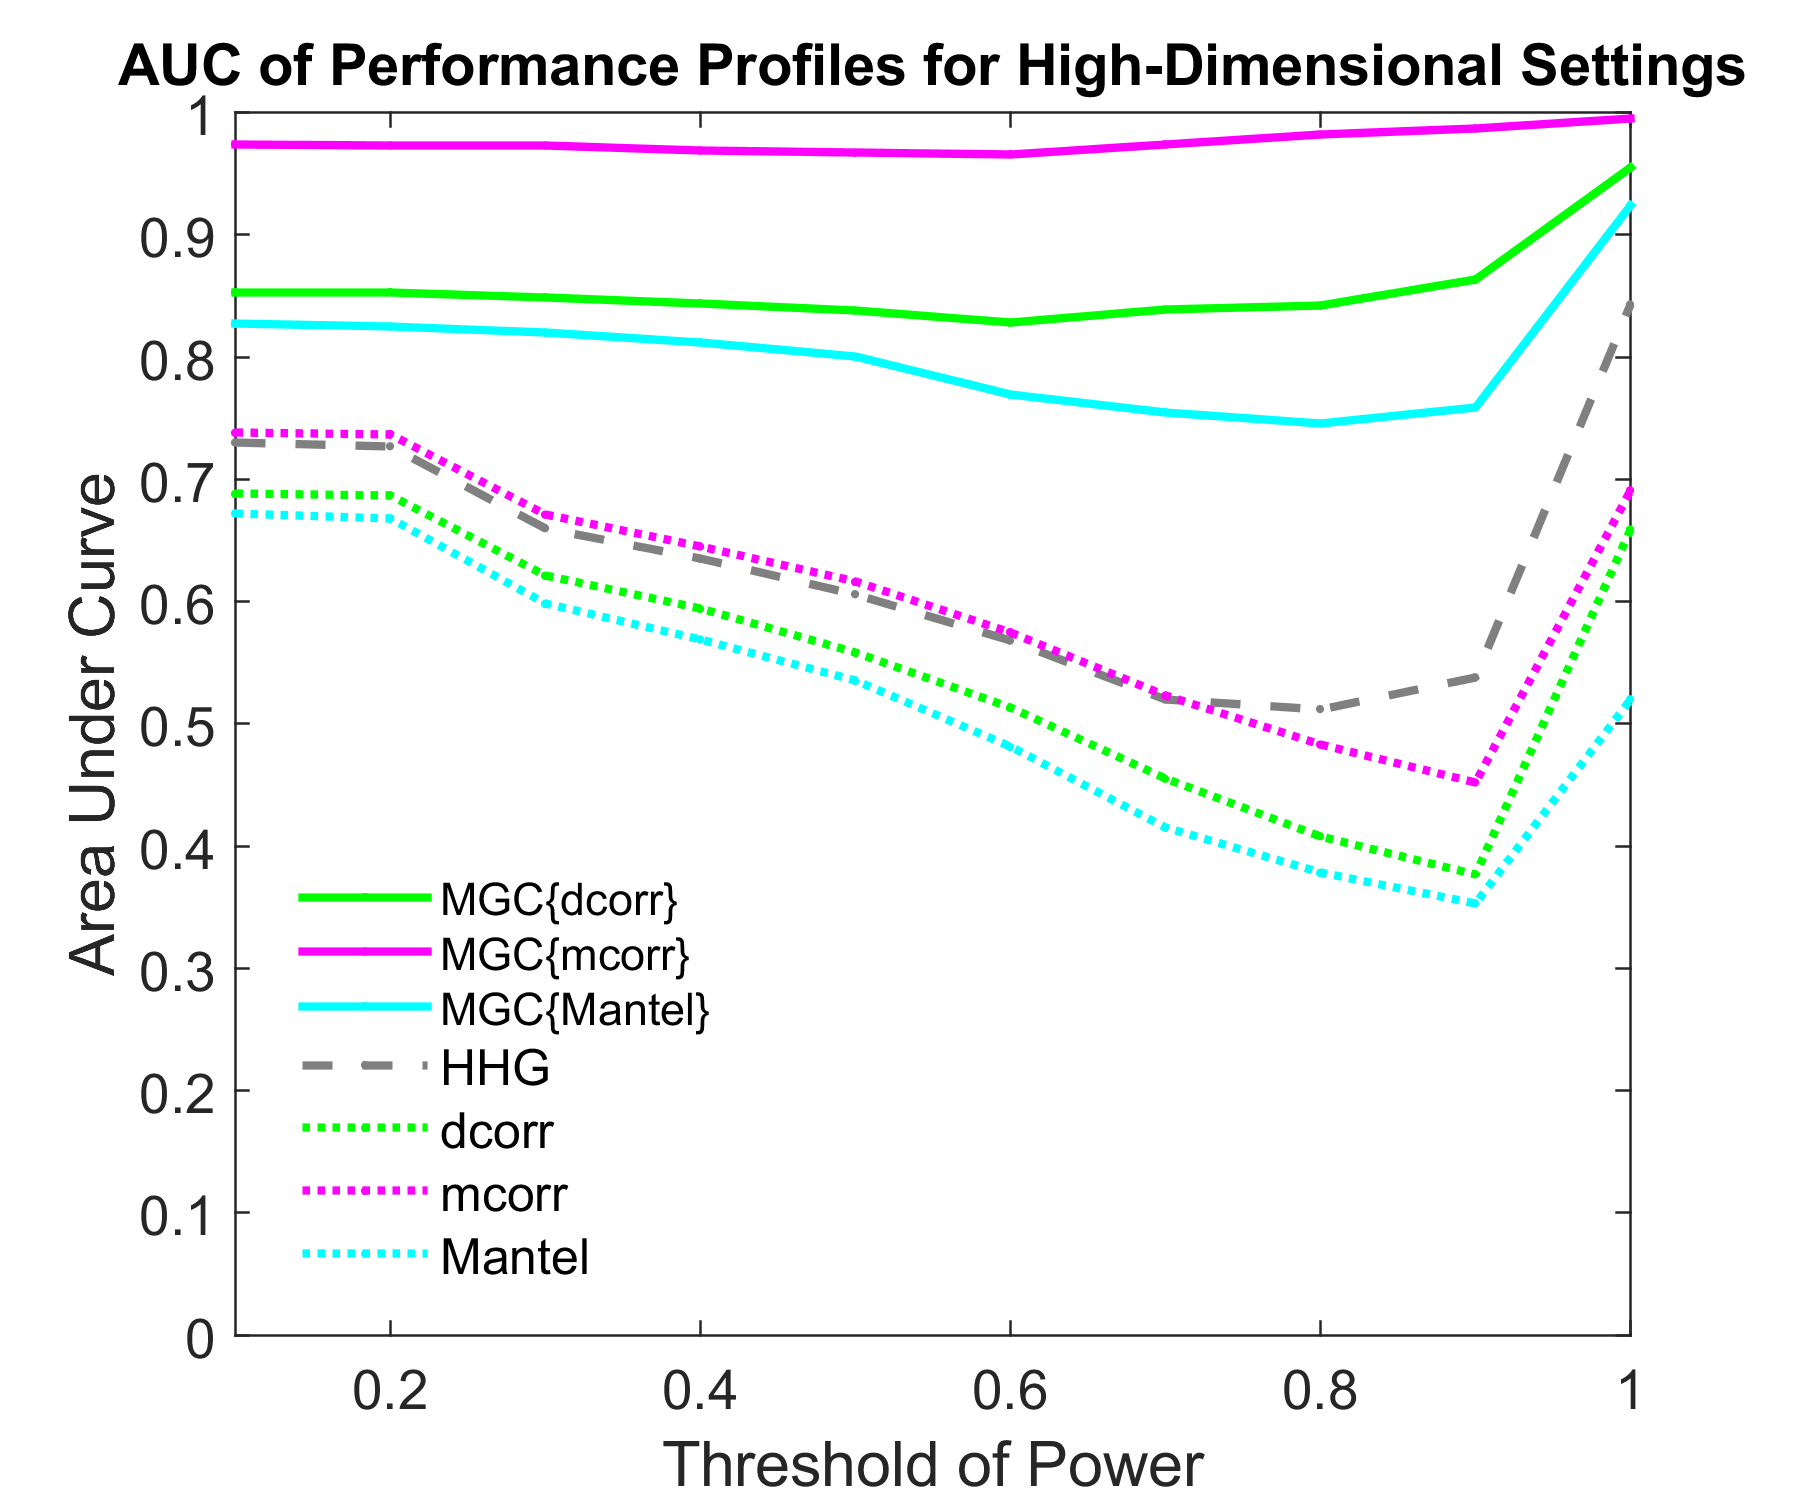 AUC of Performance Profiles for High-Dimensional Settings
Area Under Curve
1
0.9
0.8
0.7
0.6
0.5
0.4
0.3
0.2
0.1
0
MGC{dcorr}
MGC{mcorr}
MGC{Mantel}
HHG
dcorr
mcorr
Mantel
0.2 0.4 0.6 0.8 1
Threshold of Power